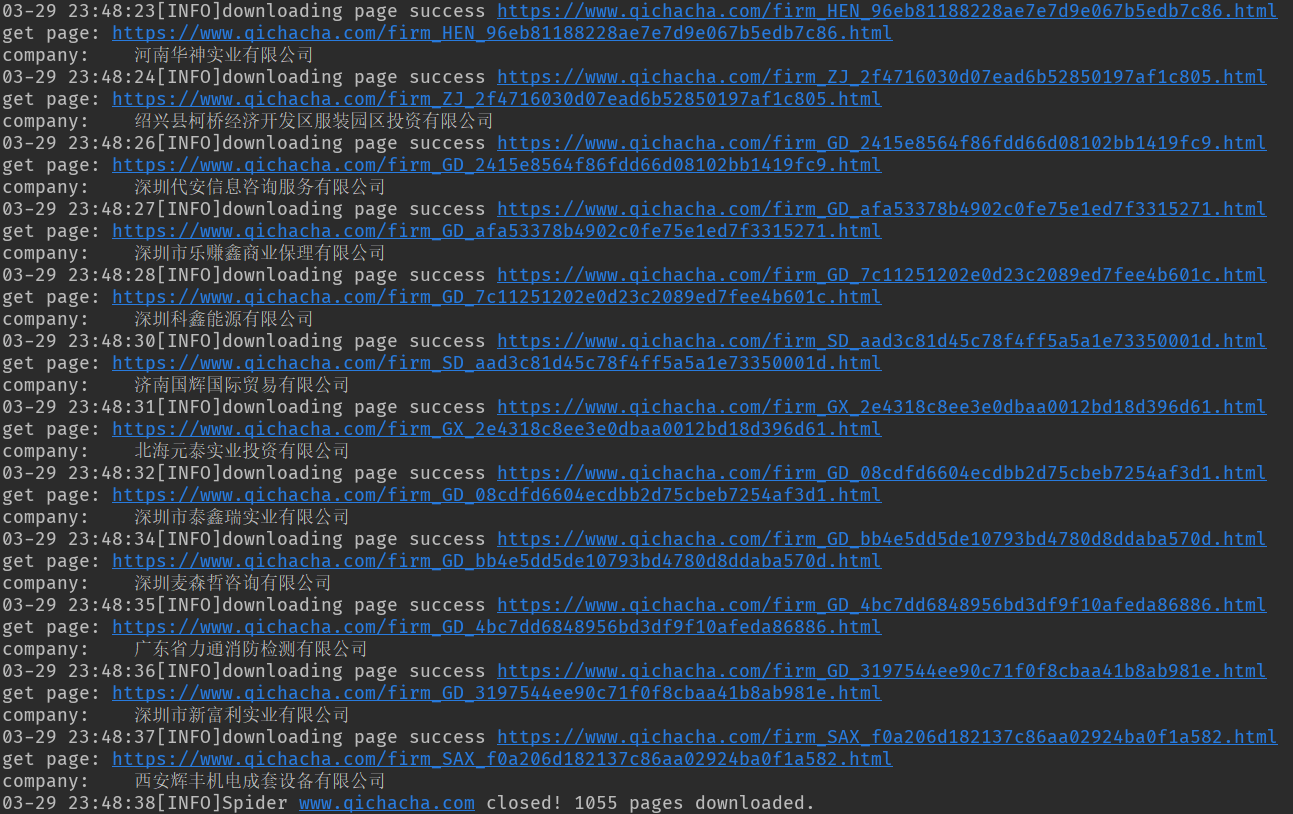 03-29 23:48:23[INFO]downloading page success https://www.qichacha.com/firm_HEN_96eb81188228ae7e7d9e067b5edb7c86.html
get page: https://www.qichacha.com/firm_HEN_96eb81188228ae7e7d9e067b5edb7c86.html
company: 河南华神实业有限公司
03-29 23:48:24[INFO]downloading page success https://www.qichacha.com/firm_ZJ_2f4716030d07ead6b52850197af1c805.html
get page: https://www.qichacha.com/firm_ZJ_2f4716030d07ead6b52850197af1c805.html
company: 绍兴县柯桥经济开发区服装园区投资有限公司
03-29 23:48:26[INFO]downloading page success https://www.qichacha.com/firm_GD_2415e8564f86fdd66d08102bb1419fc9.html
get page: https://www.qichacha.com/firm_GD_2415e8564f86fdd66d08102bb1419fc9.html
company: 深圳代安信息咨询服务有限公司
03-29 23:48:27[INFO]downloading page success https://www.qichacha.com/firm_GD_afa53378b4902c0fe75e1ed7f3315271.html
get page: https://www.qichacha.com/firm_GD_afa53378b4902c0fe75e1ed7f3315271.html
company: 深圳市乐赚鑫商业保理有限公司
03-29 23:48:28[INFO]downloading page success https://www.qichacha.com/firm_GD_7c11251202e0d23c2089ed7fee4b601c.html
get page: https://www.qichacha.com/firm_GD_7c11251202e0d23c2089ed7fee4b601c.html
company: 深圳科鑫能源有限公司
03-29 23:48:30[INFO]downloading page success https://www.qichacha.com/firm_SD_aad3c81d45c78f4ff5a5a1e73350001d.html
get page: https://www.qichacha.com/firm_SD_aad3c81d45c78f4ff5a5a1e73350001d.html
company: 济南国辉国际贸易有限公司
03-29 23:48:31[INFO]downloading page success https://www.qichacha.com/firm_GX_2e4318c8ee3e0dbaa0012bd18d396d61.html
get page: https://www.qichacha.com/firm_GX_2e4318c8ee3e0dbaa0012bd18d396d61.html
company: 北海元泰实业投资有限公司
03-29 23:48:32[INFO]downloading page success https://www.qichacha.com/firm_GD_08cdfd6604ecdbb2d75cbeb7254af3d1.html
get page: https://www.qichacha.com/firm_GD_08cdfd6604ecdbb2d75cbeb7254af3d1.html
company: 深圳市泰鑫瑞实业有限公司
03-29 23:48:34[INFO]downloading page success https://www.qichacha.com/firm_GD_bb4e5dd5de10793bd4780d8ddaba570d.html
get page: https://www.qichacha.com/firm_GD_bb4e5dd5de10793bd4780d8ddaba570d.html
company: 深圳麦森哲咨询有限公司
03-29 23:48:35[INFO]downloading page success https://www.qichacha.com/firm_GD_4bc7dd6848956bd3df9f10afeda86886.html
get page: https://www.qichacha.com/firm_GD_4bc7dd6848956bd3df9f10afeda86886.html
company: 广东省力通消防检测有限公司
03-29 23:48:36[INFO]downloading page success https://www.qichacha.com/firm_GD_3197544ee90c71f0f8cbaa41b8ab981e.html
get page: https://www.qichacha.com/firm_GD_3197544ee90c71f0f8cbaa41b8ab981e.html
company: 深圳市新富利实业有限公司
03-29 23:48:37[INFO]downloading page success https://www.qichacha.com/firm_SAX_f0a206d182137c86aa02924ba0f1a582.html
get page: https://www.qichacha.com/firm_SAX_f0a206d182137c86aa02924ba0f1a582.html
company: 西安辉丰机电成套设备有限公司
03-29 23:48:38[INFO]Spider www.qichacha.com closed! 1055 pages downloaded.